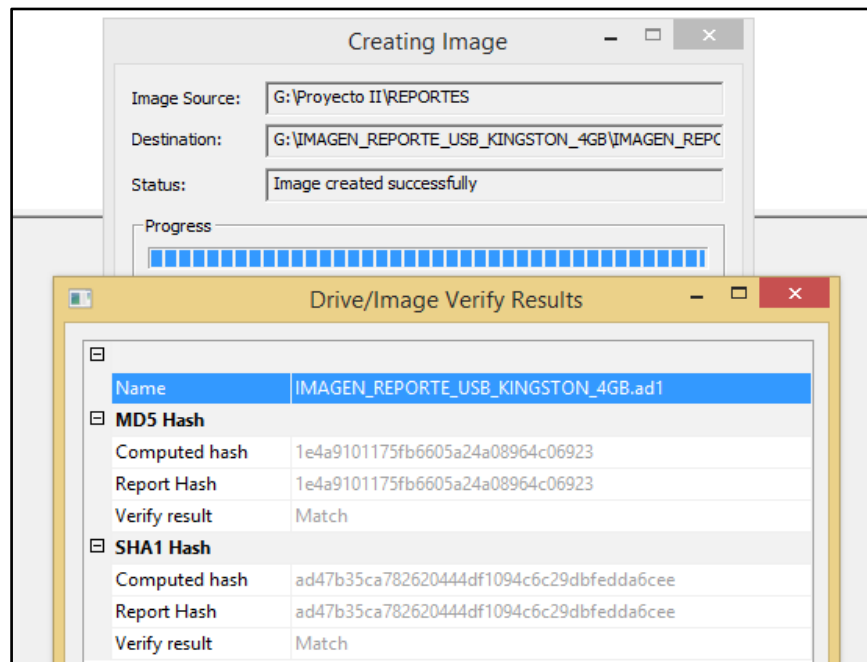 Creating Image
Image Source: G:\Proyecto II\REPORTES
Destination: G:\IMAGEN_REPORTE_USB_KINGSTON_4GB\IMAGEN_REPC
Status: Image created successfully
Progress
Drive/Image Verify Results
Name IMAGEN_REPORTE_USB_KINGSTON_4GB.ad1
MD5 Hash
Computed hash 1e4a9101175fb6605a24a08964c06923
Report Hash 1e4a9101175fb6605a24a08964c06923
Verify result Match
SHA1 Hash
Computed hash ad47b35ca782620444df1094c6c29dbfedda6cee
Report Hash ad47b35ca782620444df1094c6c29dbfedda6cee
Verify result Match